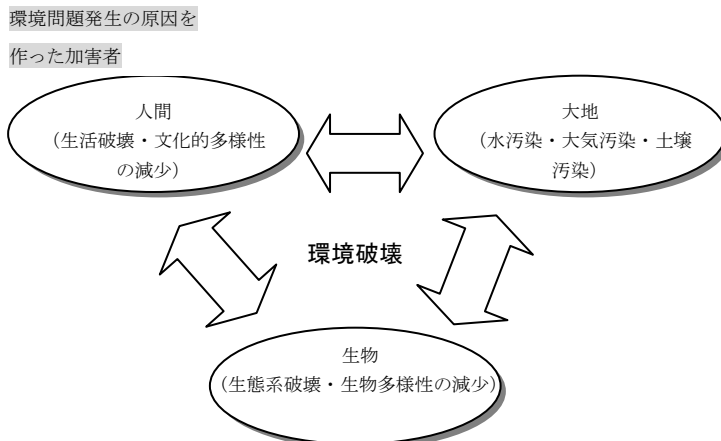 環境問題発生の原因を
作った加害者
人間
（生活破壊・文化的多様性
の減少）
大地
（水汚染・大気汚染・土壌
汚染）
環境破壊
生物
（生態系破壊・生物多様性の減少）